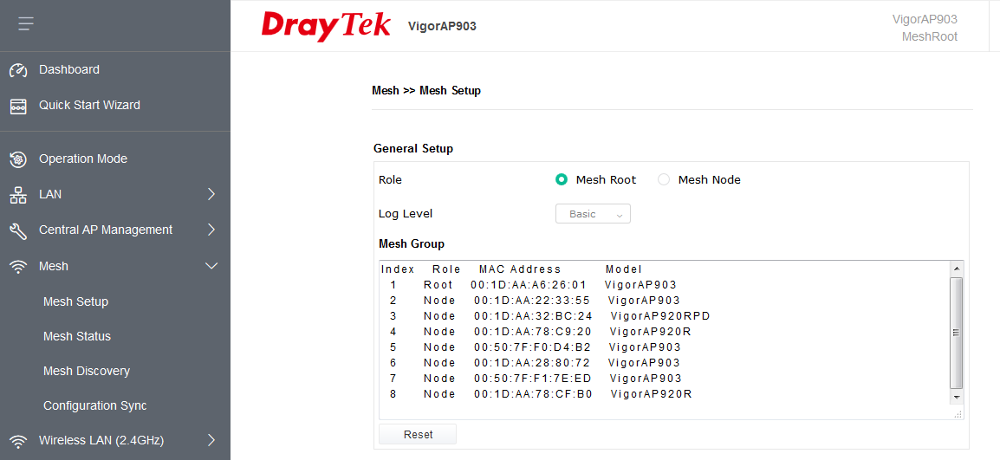 DrayTek VigorAP903
VigorAP903
MeshRoot
Dashboard
Quick Start Wizard
Operation Mode
LAN
Central AP Management
Mesh
Mesh Setup
Mesh Status
Mesh Discovery
Configuration Sync
Wireless LAN (2.4GHz)
Mesh >> Mesh Setup
General Setup
Role Mesh Root Mesh Node
Log Level Basic
Mesh Group
Index Role MAC Address Model
1 Root 00:1D:AA:A6:26:01 VigorAP903
2 Node 00:1D:AA:22:33:55 VigorAP903
3 Node 00:1D:AA:32:BC:24 VigorAP920RPD
4 Node 00:1D:AA:78:C9:20 VigorAP920R
5 Node 00:50:7F:F0:D4:B2 VigorAP903
6 Node 00:1D:AA:28:80:72 VigorAP903
7 Node 00:50:7F:F1:7E:ED VigorAP903
8 Node 00:1D:AA:78:CF:B0 VigorAP920R
Reset